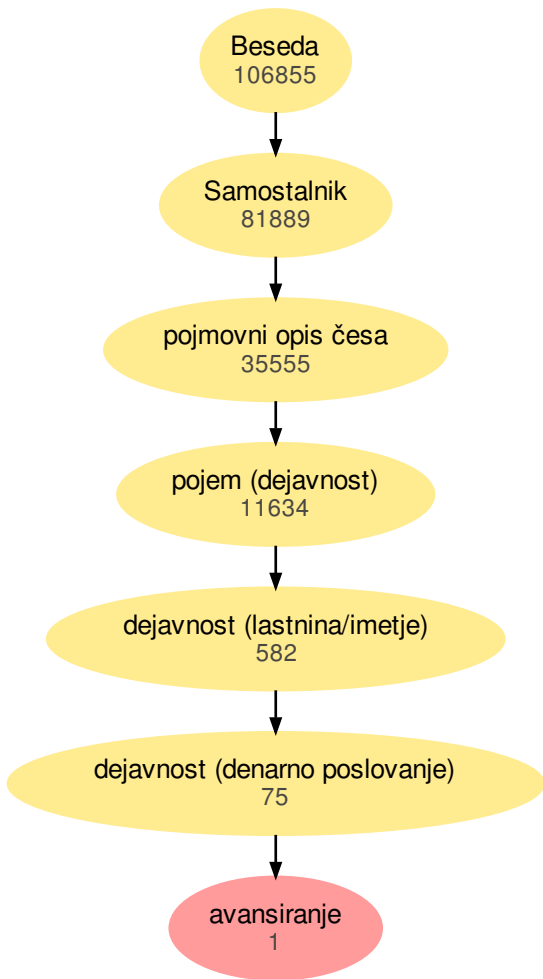 Beseda
106855
Samostalnik
81889
pojmovni opis česa
35555
pojem (dejavnost)
11634
dejavnost (lastnina/imetje)
582
dejavnost (denarno poslovanje)
75
avansiranje
1